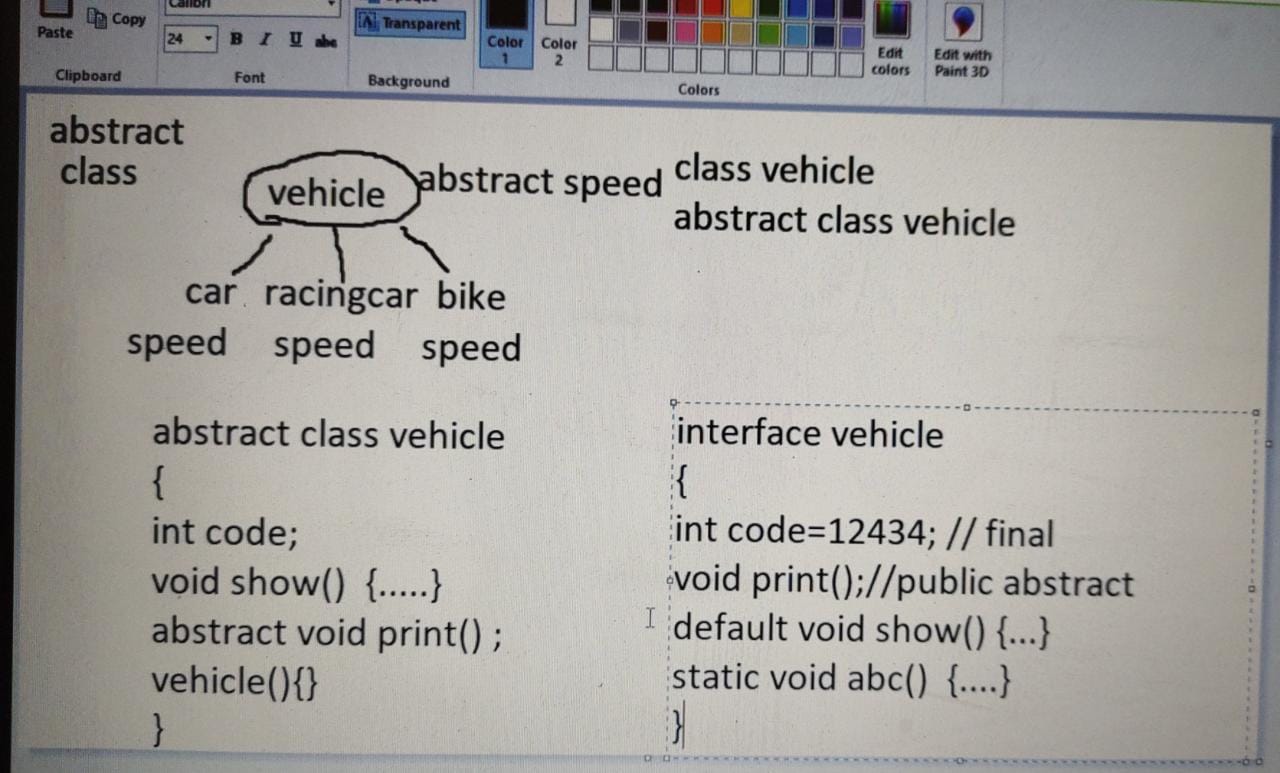 Calibri
Paste
Copy
24
B I U abc
Transparent
Color
1
Color
2
Edit
colors
Edit with
Paint 3D
Clipboard
Font
Background
Colors
abstract
class
vehicle
abstract speed
car racingcar bike
speed speed speed
class vehicle
abstract class vehicle
abstract class vehicle
{
int code;
void show() {.....}
abstract void print() ;
vehicle(){}
}
interface vehicle
{
int code=12434; // final
void print();//public abstract
default void show() {...}
static void abc() {....}
}